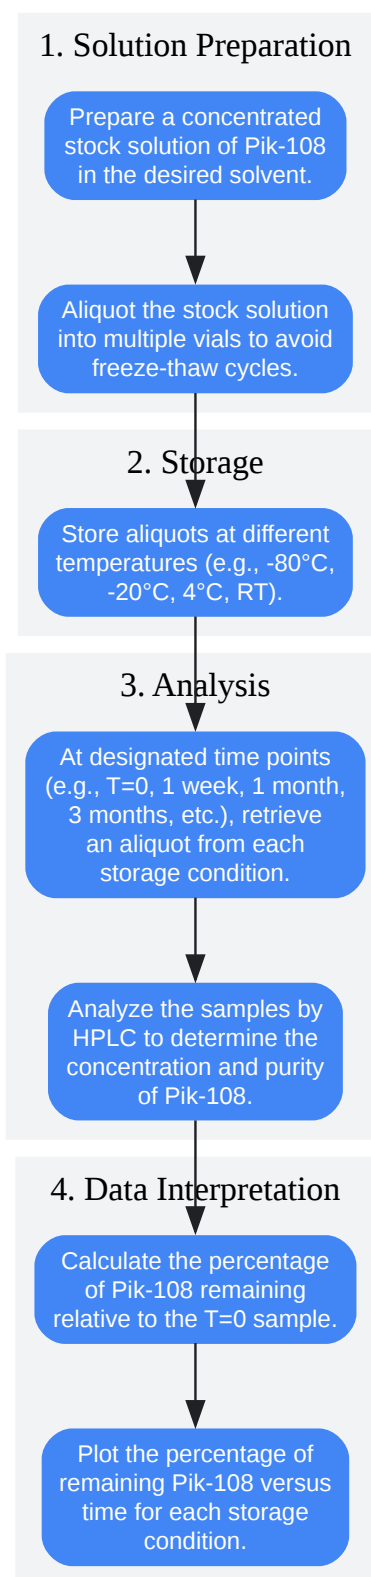 1. Solution Preparation
Prepare a concentrated
stock solution of Pik-108
in the desired solvent.
Aliquot the stock solution
into multiple vials to avoid
freeze-thaw cycles.
2. Storage
Store aliquots at different
temperatures (e.g., -80°C,
-20°C, 4°C, RT).
3. Analysis
At designated time points
(e.g., T=0, 1 week, 1 month,
3 months, etc.), retrieve
an aliquot from each
storage condition.
Analyze the samples by
HPLC to determine the
concentration and purity
of Pik-108.
4. Data Interpretation
Calculate the percentage
of Pik-108 remaining
relative to the T=0 sample.
Plot the percentage of
remaining Pik-108 versus
time for each storage
condition.